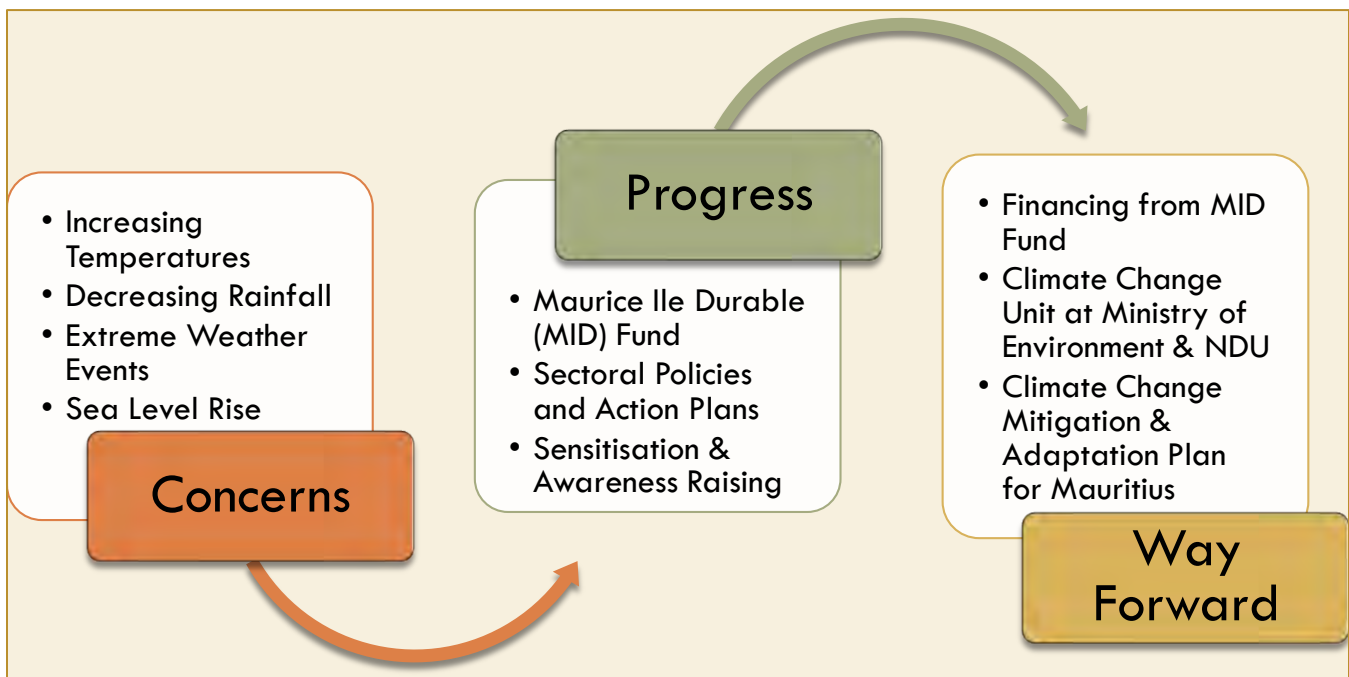 • Increasing
Temperatures
• Decreasing Rainfall
• Extreme Weather
Events
• Sea Level Rise
Concerns
Progress
• Maurice Ile Durable
(MID) Fund
• Sectoral Policies
and Action Plans
• Sensitisation &
Awareness Raising
• Financing from MID
Fund
• Climate Change
Unit at Ministry of
Environment & NDU
• Climate Change
Mitigation &
Adaptation Plan
for Mauritius
Way
Forward